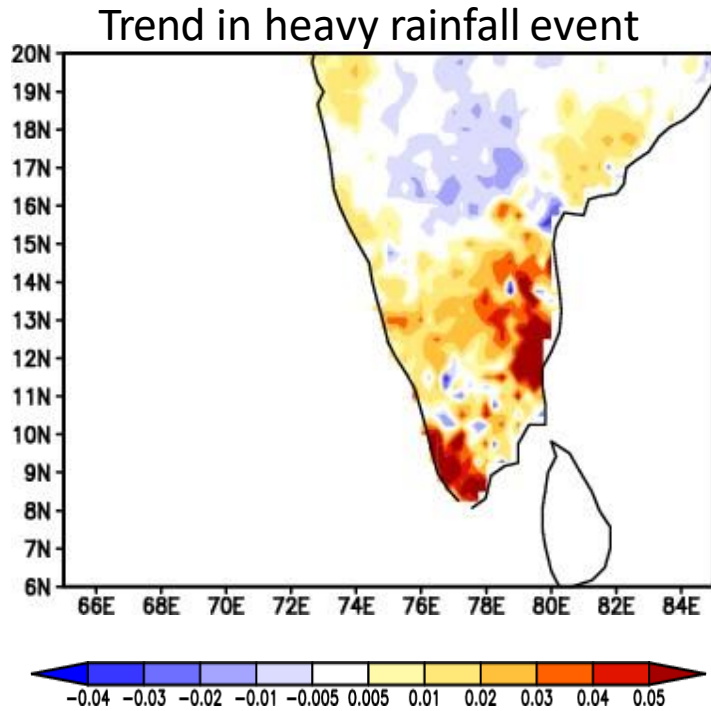 Trend in heavy rainfall event
20N
19N
18N
17N
16N
15N
14N
13N
12N
11N
10N
9N
8N
7N
6N
66E 68E 70E 72E 74E 76E 78E 80E 82E 84E
-0.04 -0.03 -0.02 -0.01 -0.005 0.005 0.01 0.02 0.03 0.04 0.05